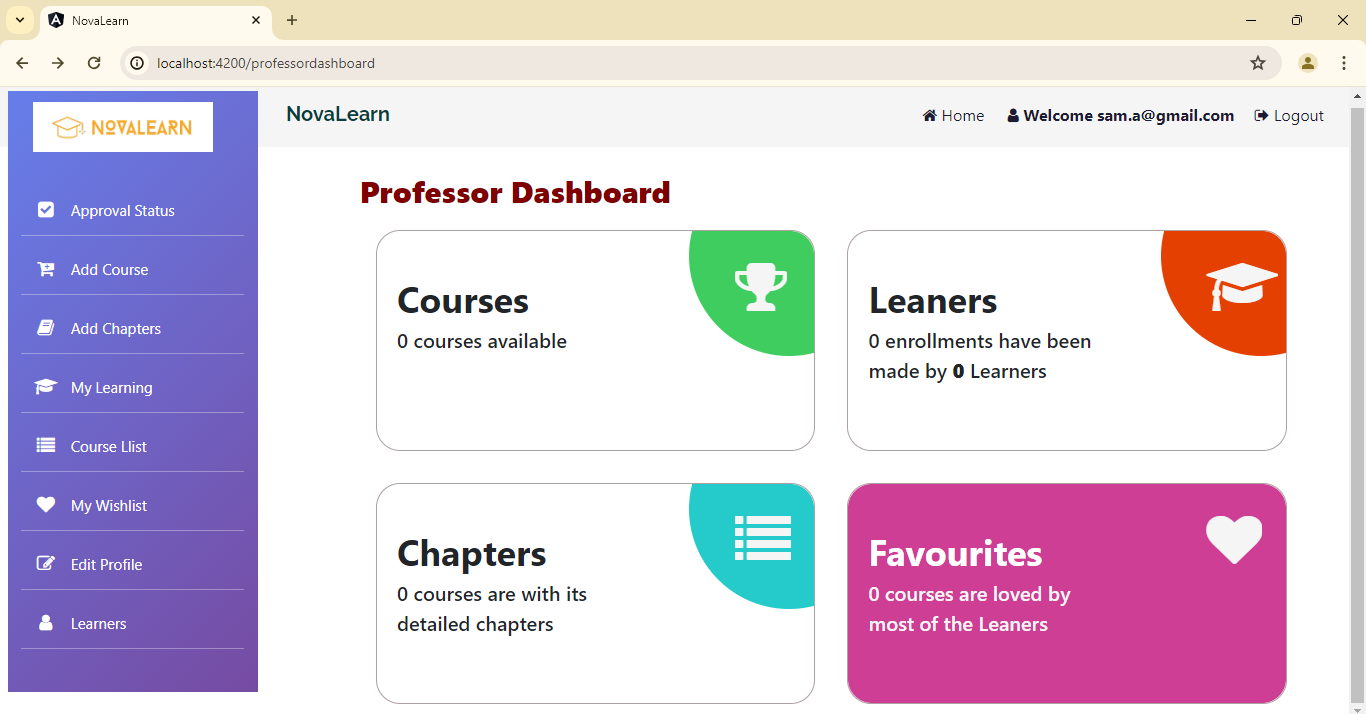 NovaLearn
localhost:4200/professordashboard
NOVALEARN
NovaLearn
Home
Welcome sam.a@gmail.com
Logout
Approval Status
Add Course
Add Chapters
My Learning
Course Llist
My Wishlist
Edit Profile
Learners
Professor Dashboard
Courses
0 courses available
Leaners
0 enrollments have been
made by 0 Learners
Chapters
0 courses are with its
detailed chapters
Favourites
0 courses are loved by
most of the Leaners